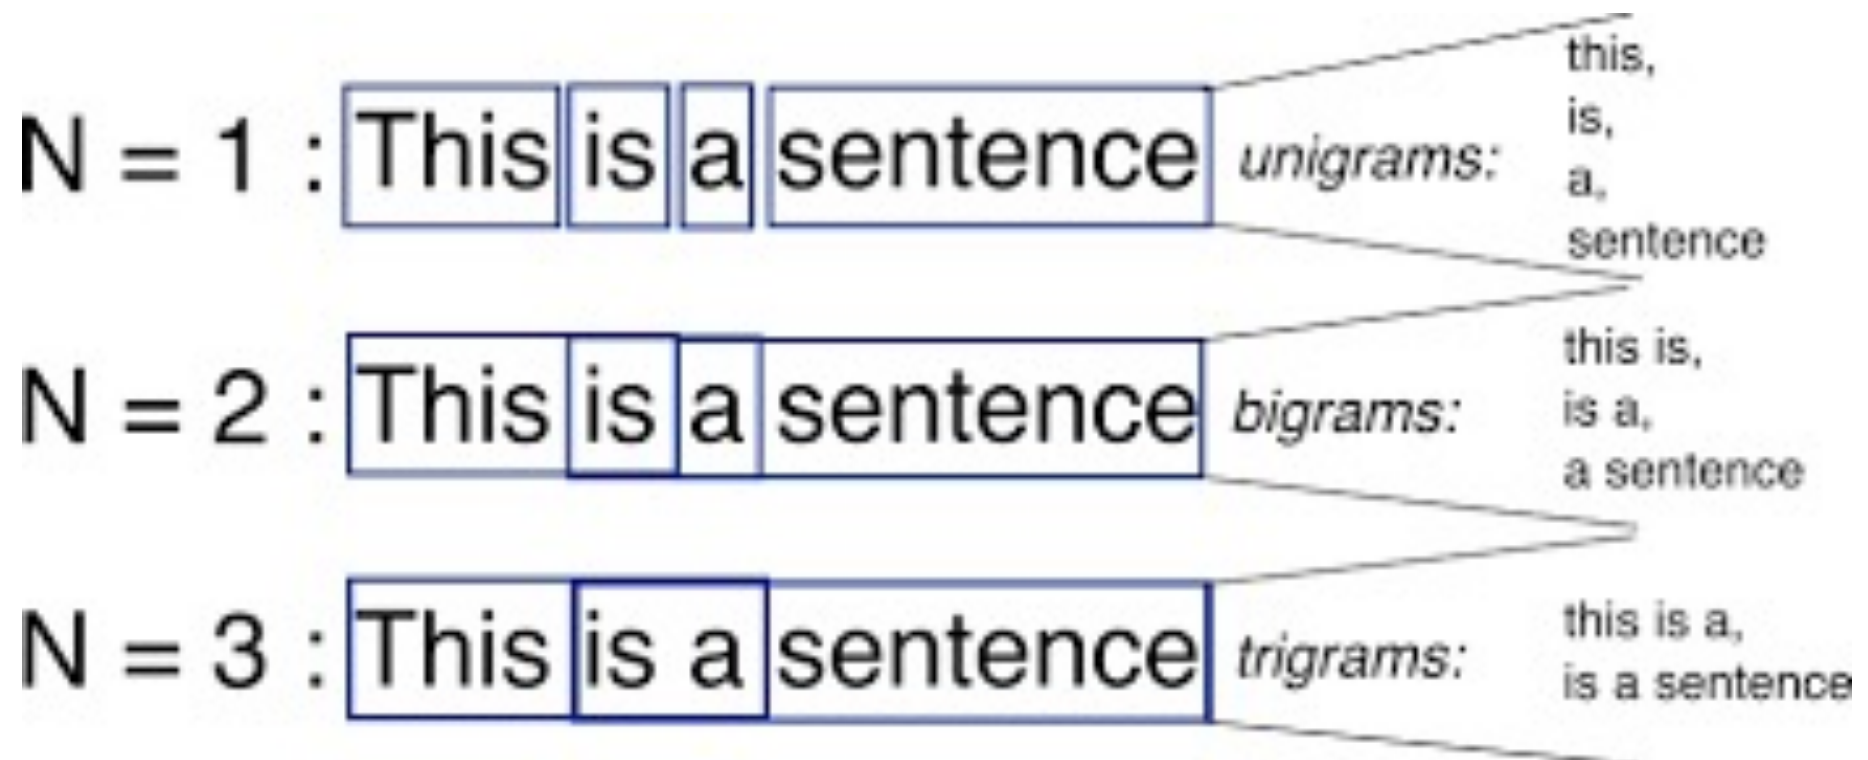 N = 1 : This is a sentence unigrams:
this,
is,
a,
sentence
N = 2 : This is a sentence bigrams:
this is,
is a,
a sentence
N = 3 : This is a sentence trigrams:
this is a,
is a sentence